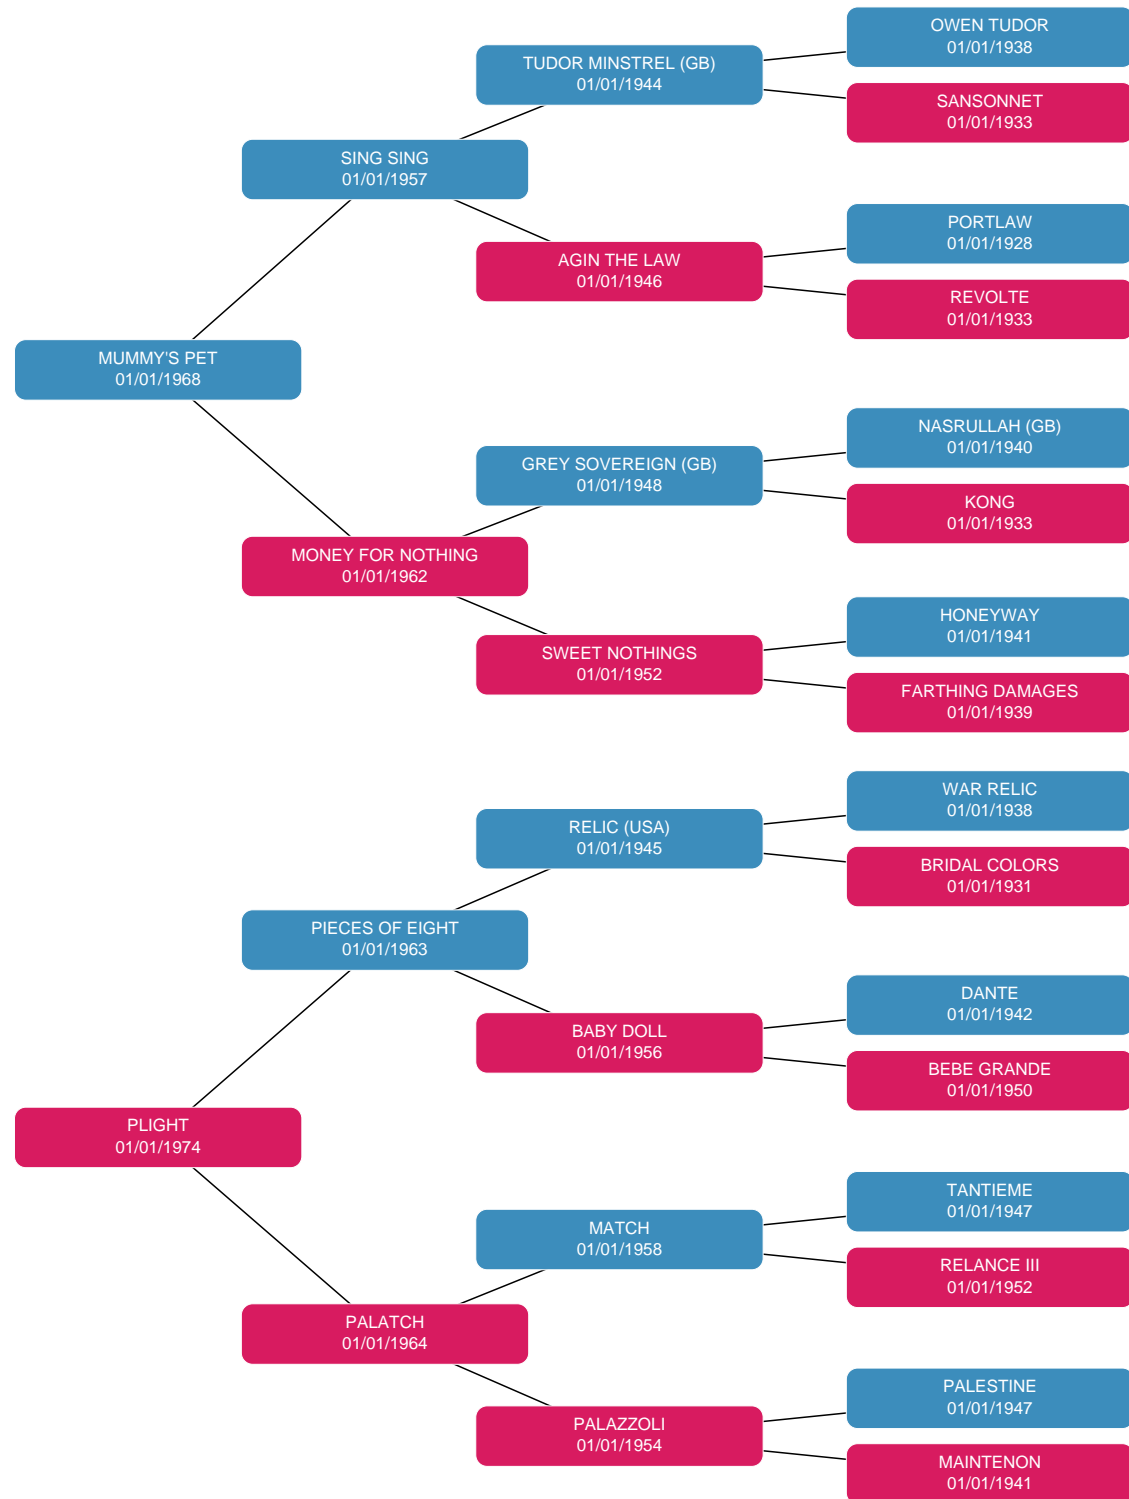 OWEN TUDOR
01/01/1938
TUDOR MINSTREL (GB)
01/01/1944
SANSONNET
01/01/1933
SING SING
01/01/1957
PORTLAW
01/01/1928
AGIN THE LAW
01/01/1946
REVOLTE
01/01/1933
MUMMY'S PET
01/01/1968
NASRULLAH (GB)
01/01/1940
GREY SOVEREIGN (GB)
01/01/1948
KONG
01/01/1933
MONEY FOR NOTHING
01/01/1962
HONEYWAY
01/01/1941
SWEET NOTHINGS
01/01/1952
FARTHING DAMAGES
01/01/1939
WAR RELIC
01/01/1938
RELIC (USA)
01/01/1945
BRIDAL COLORS
01/01/1931
PIECES OF EIGHT
01/01/1963
DANTE
01/01/1942
BABY DOLL
01/01/1956
BEBE GRANDE
01/01/1950
PLIGHT
01/01/1974
TANTIEME
01/01/1947
MATCH
01/01/1958
RELANCE III
01/01/1952
PALATCH
01/01/1964
PALESTINE
01/01/1947
PALAZZOLI
01/01/1954
MAINTENON
01/01/1941